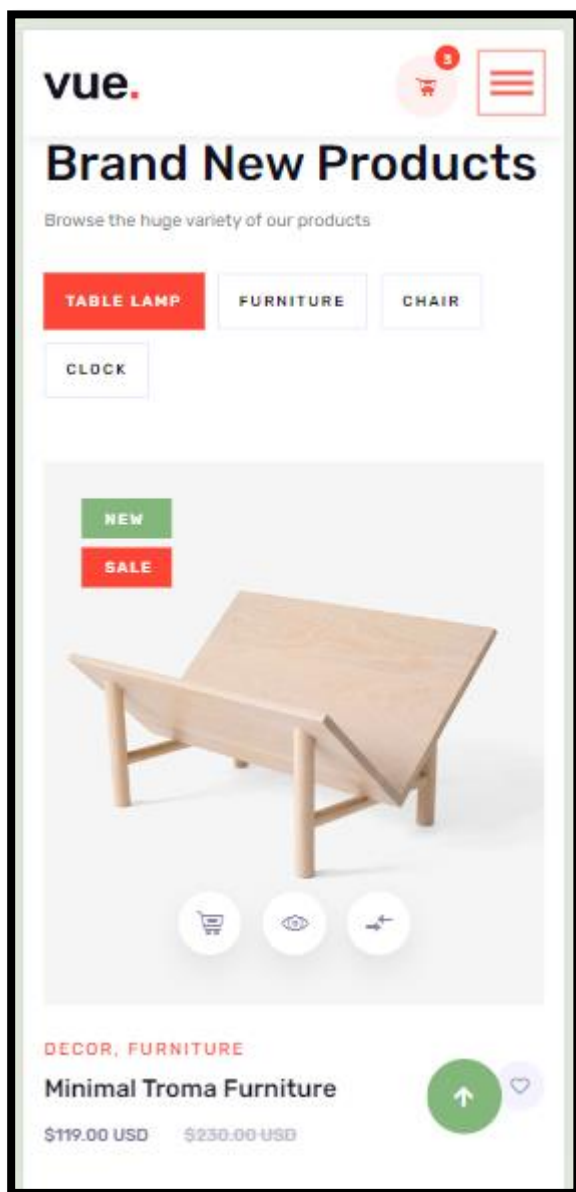 vue.
3
Brand New Products
Browse the huge variety of our products
TABLE LAMP FURNITURE CHAIR
CLOCK
NEW
SALE
DECOR, FURNITURE
Minimal Troma Furniture
$119.00 USD $230.00 USD